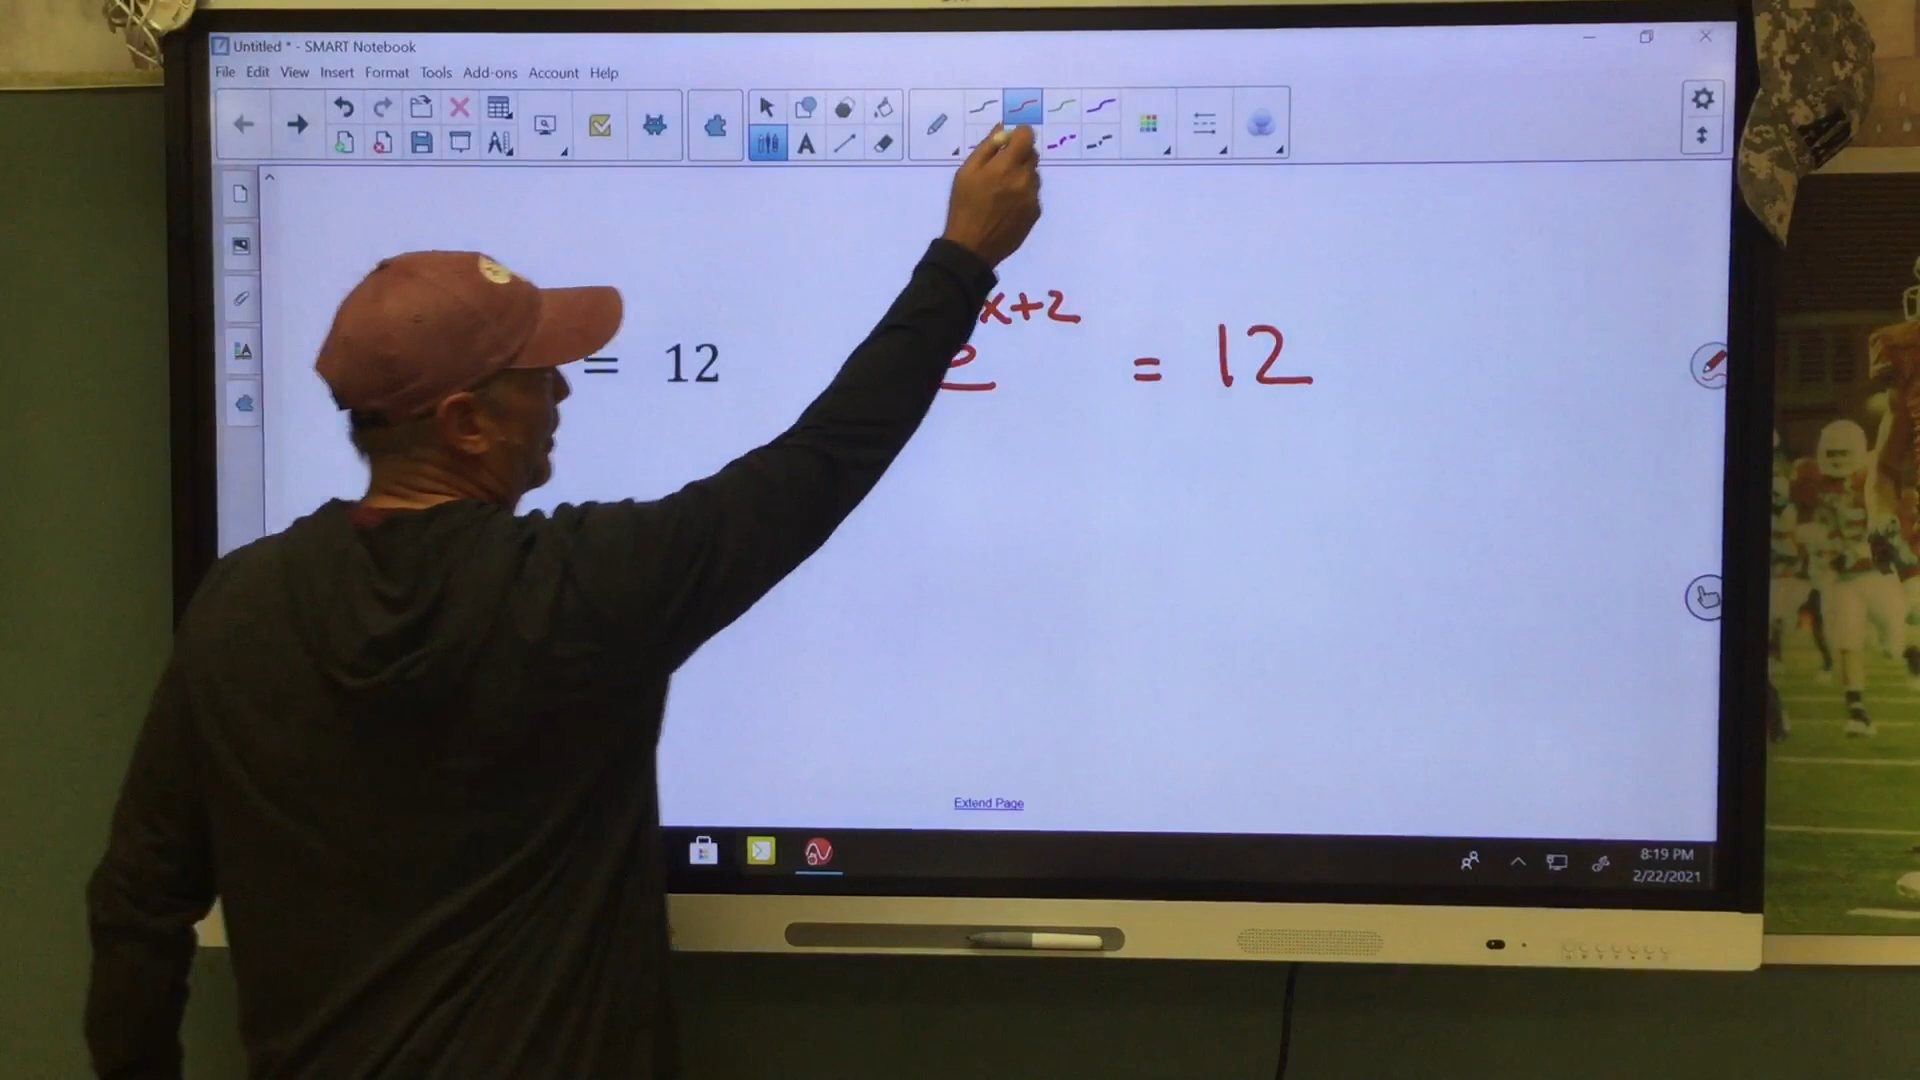 Untitled * - SMART Notebook
File Edit View Insert Format Tools Add-ons Account Help
= 12
x+2
= 12
Extend Page
8:19 PM
2/22/2021